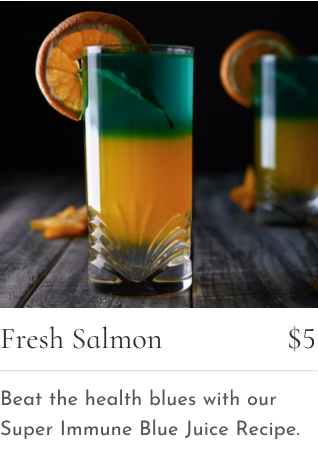 Fresh Salmon $5
Beat the health blues with our
Super Immune Blue Juice Recipe.